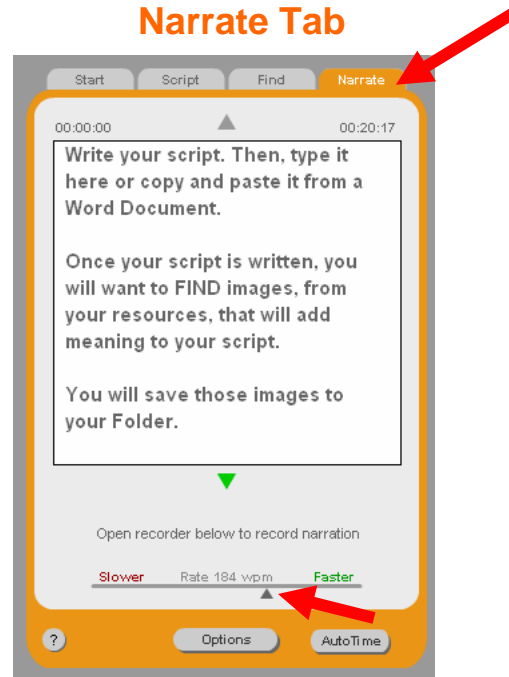 Narrate Tab
Start Script Find Narrate
00:00:00 00:20:17
Write your script. Then, type it
here or copy and paste it from a
Word Document.
Once your script is written, you
will want to FIND images, from
your resources, that will add
meaning to your script.
You will save those images to
your Folder.
Open recorder below to record narration
Slower Rate 184 wpm Faster
? Options AutoTime